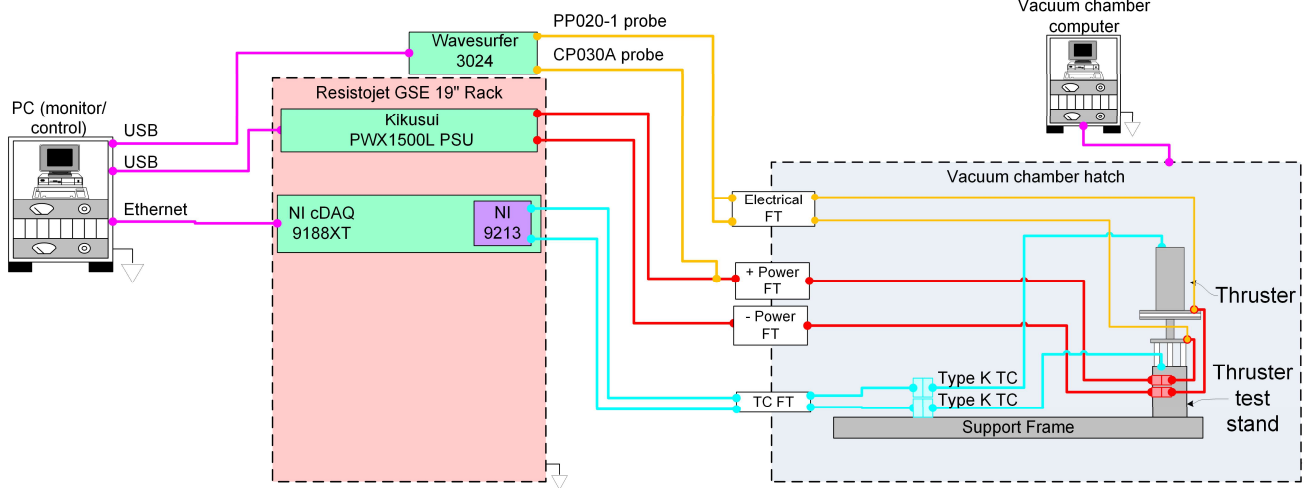 Vacuum chamber
computer
PP020-1 probe
Wavesurfer
3024
CP030A probe
Resistojet GSE 19" Rack
PC (monitor/
control)
Kikusui
PWX1500L PSU
USB
USB
Vacuum chamber hatch
Ethernet
NI cDAQ
9188XT
NI
9213
Electrical
FT
+ Power
FT
- Power
FT
Thruster
Type K TC
Type K TC
TC FT
Thruster
test
stand
Support Frame